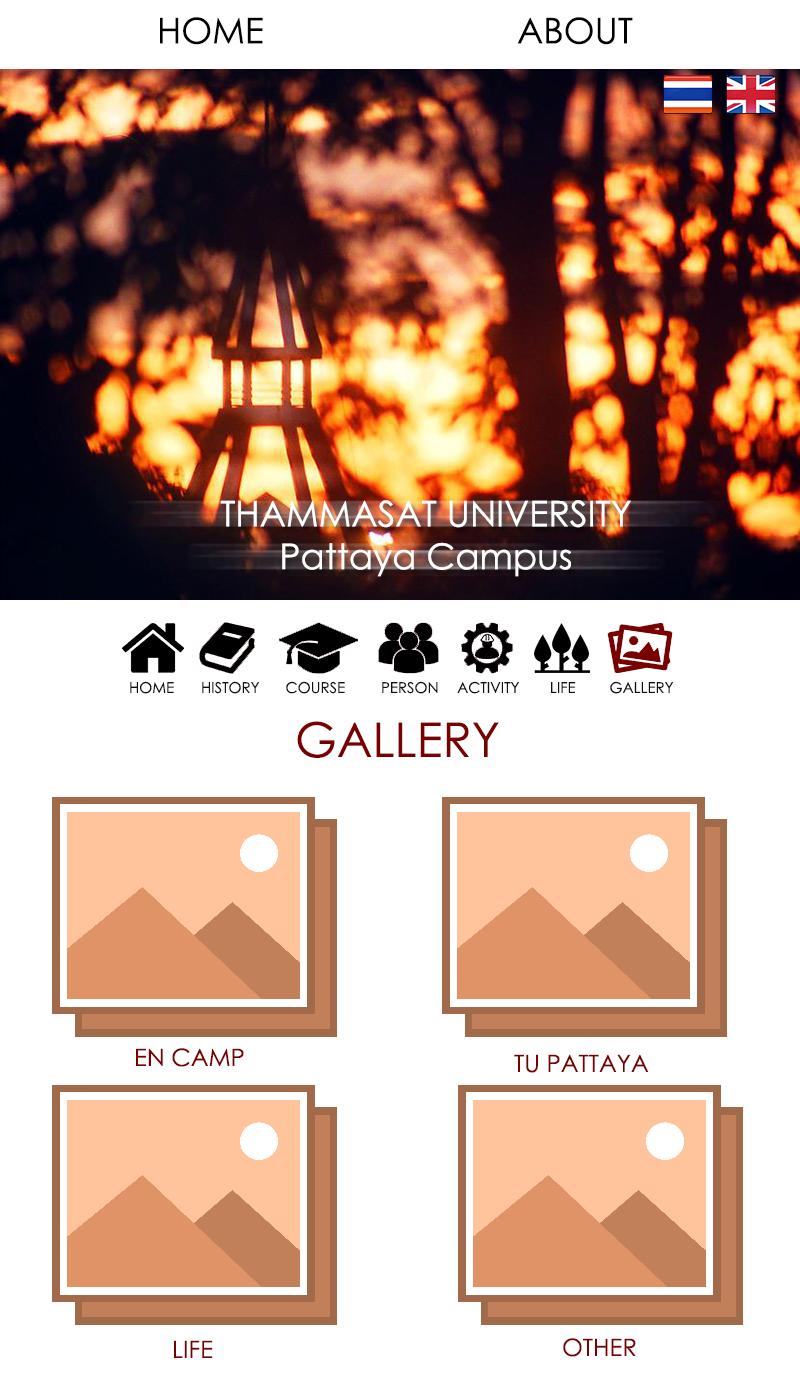 HOME ABOUT
THAMMASAT UNIVERSITY
Pattaya Campus
HOME HISTORY COURSE PERSON ACTIVITY LIFE GALLERY
GALLERY
EN CAMP TU PATTAYA
LIFE OTHER